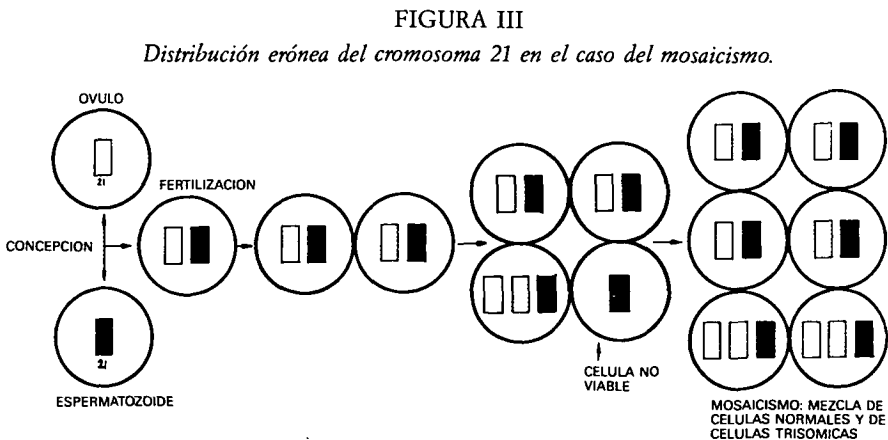 FIGURA III
Distribución erónea del cromosoma 21 en el caso del mosaicismo.
OVULO
21
FERTILIZACION
CONCEPCION
21
ESPERMATOZOIDE
CELULA NO
VIABLE
MOSAICISMO: MEZCLA DE
CELULAS NORMALES Y DE
CELULAS TRISOMICAS